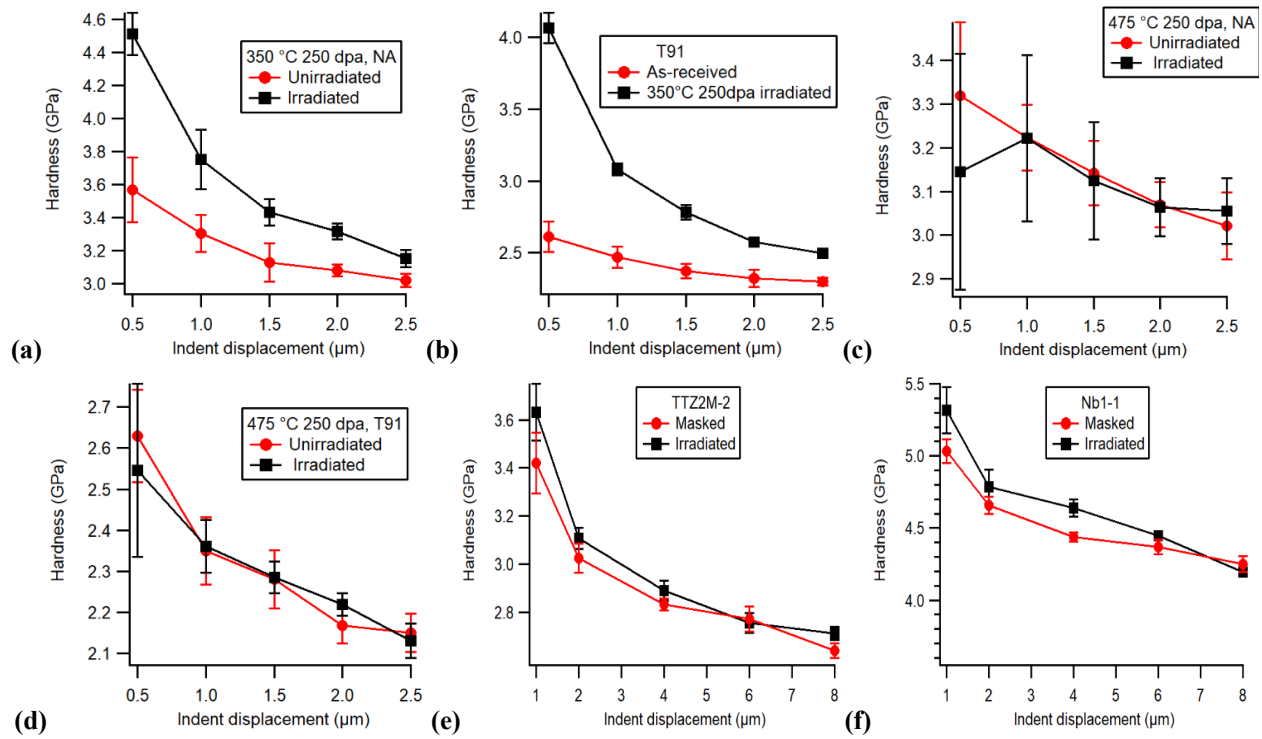 4.6
4.4
4.2
4.0
3.8
3.6
3.4
3.2
3.0
Hardness (GPa)
350 °C 250 dpa, NA
Unirradiated
Irradiated
0.5 1.0 1.5 2.0 2.5
Indent displacement (µm)
(a)
4.0
3.5
3.0
2.5
Hardness (GPa)
T91
As-received
350°C 250dpa irradiated
0.5 1.0 1.5 2.0 2.5
Indent displacement (µm)
(b)
3.4
3.3
3.2
3.1
3.0
2.9
Hardness (GPa)
475 °C 250 dpa, NA
Unirradiated
Irradiated
0.5 1.0 1.5 2.0 2.5
Indent displacement (µm)
(c)
2.7
2.6
2.5
2.4
2.3
2.2
2.1
Hardness (GPa)
475 °C 250 dpa, T91
Unirradiated
Irradiated
0.5 1.0 1.5 2.0 2.5
Indent displacement (µm)
(d)
3.6
3.4
3.2
3.0
2.8
Hardness (GPa)
TTZ2M-2
Masked
Irradiated
1 2 3 4 5 6 7 8
Indent displacement (µm)
(e)
5.5
5.0
4.5
4.0
Hardness (GPa)
Nb1-1
Masked
Irradiated
1 2 3 4 5 6 7 8
Indent displacement (µm)
(f)